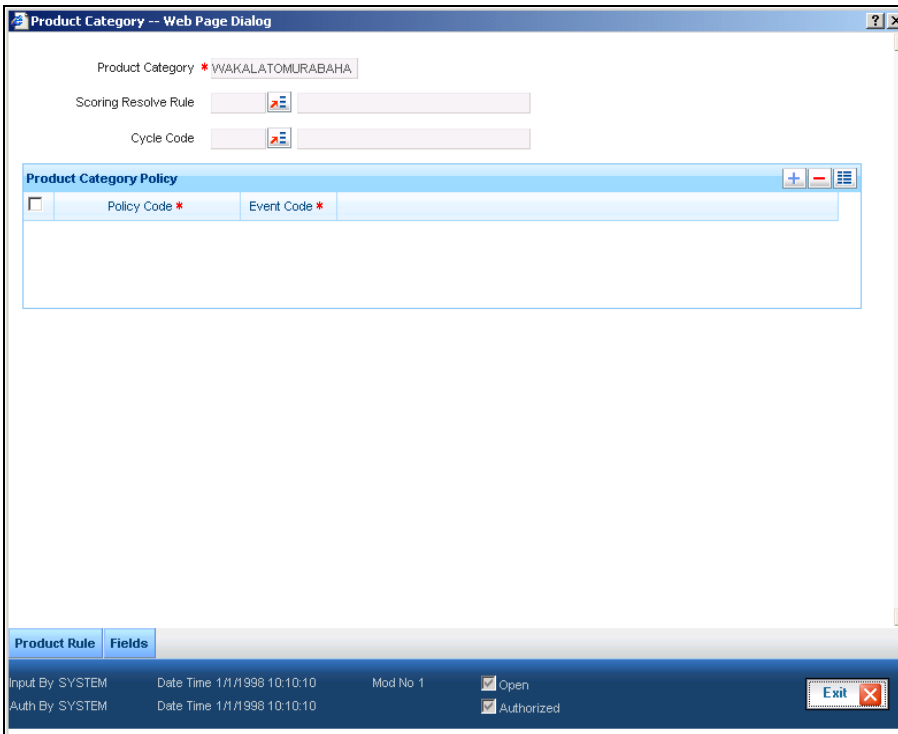 Product Category -- Web Page Dialog
Product Category * WAKALATOMURABAHA
Scoring Resolve Rule
Cycle Code
Product Category Policy
Policy Code * Event Code *
Product Rule Fields
Input By SYSTEM Date Time 1/1/1998 10:10:10 Mod No 1 Open
Auth By SYSTEM Date Time 1/1/1998 10:10:10 Authorized
Exit